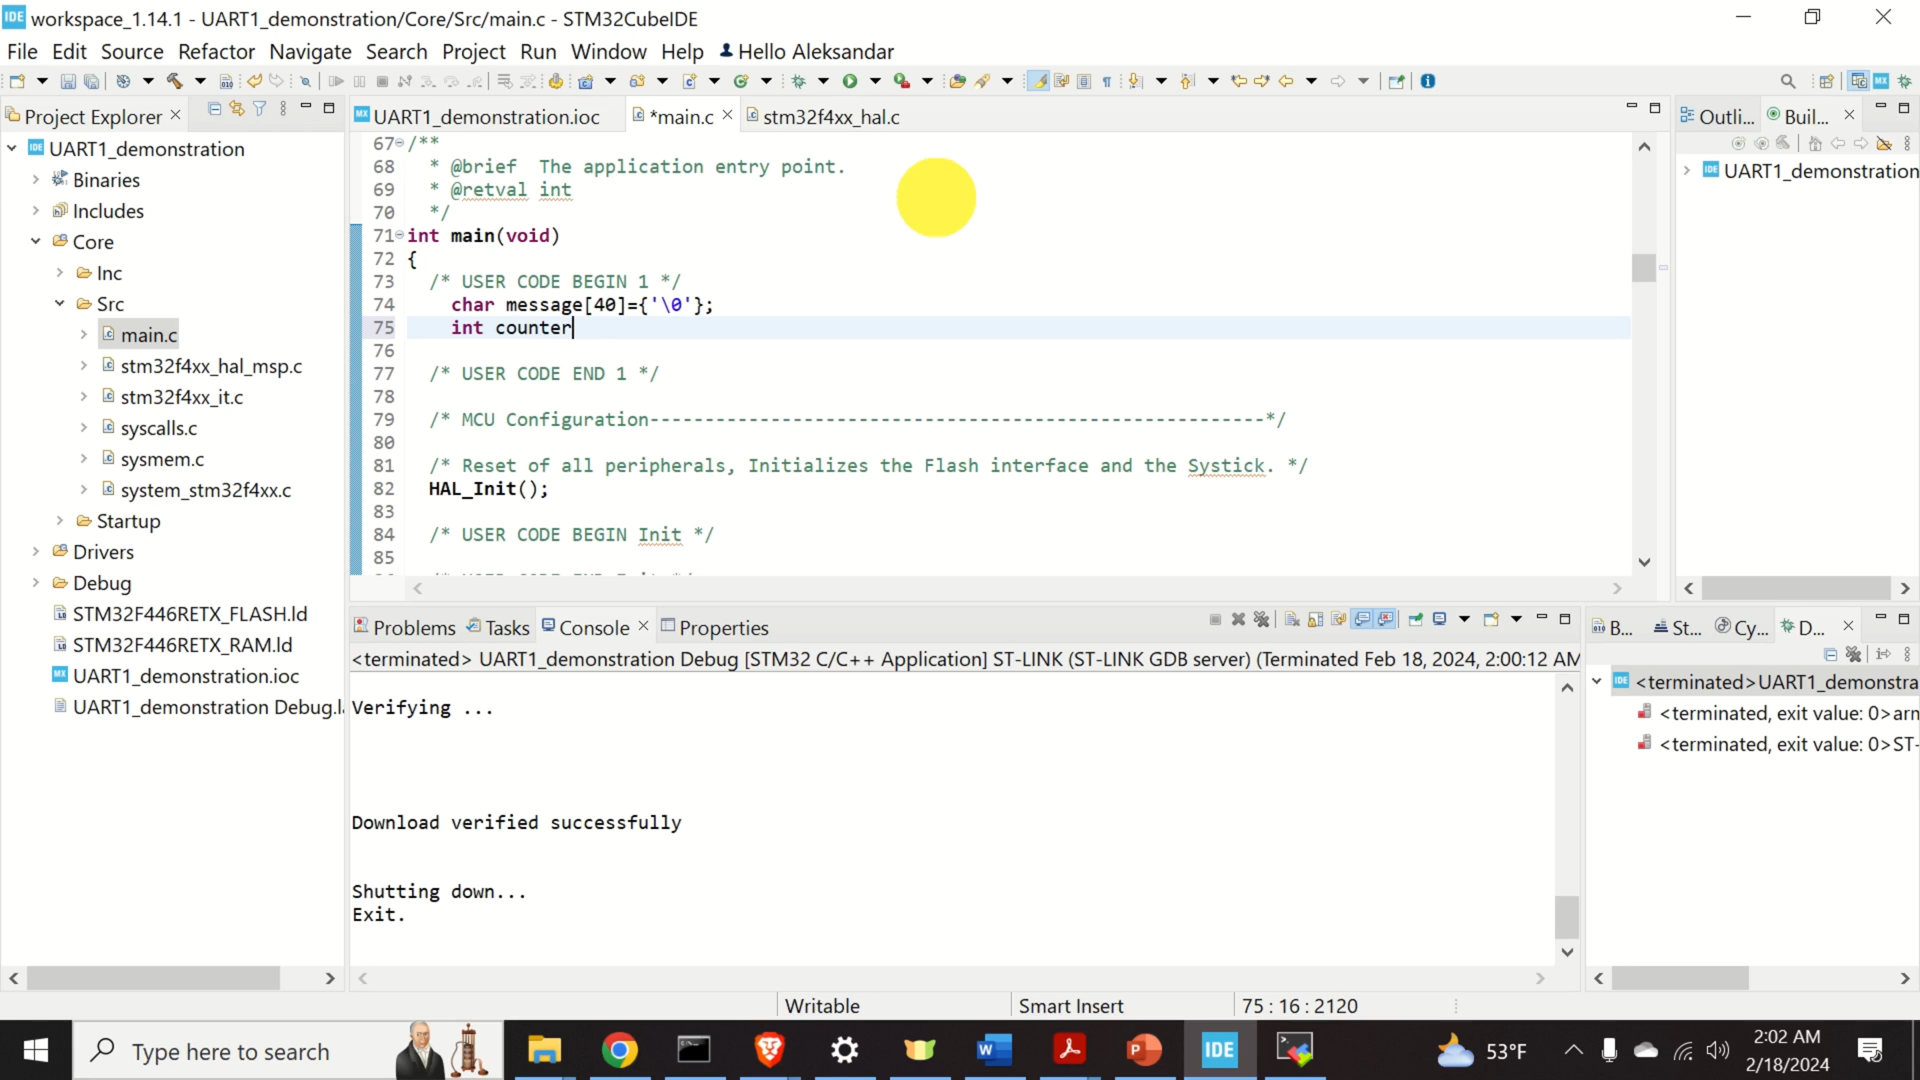 IDE workspace_1.14.1 - UART1_demonstration/Core/Src/main.c - STM32CubeIDE
File Edit Source Refactor Navigate Search Project Run Window Help Hello Aleksandar
Project Explorer
UART1_demonstration
Binaries
Includes
Core
Inc
Src
main.c
stm32f4xx_hal_msp.c
stm32f4xx_it.c
syscalls.c
sysmem.c
system_stm32f4xx.c
Startup
Drivers
Debug
STM32F446RETX_FLASH.ld
STM32F446RETX_RAM.ld
UART1_demonstration.ioc
UART1_demonstration Debug.l
UART1_demonstration.ioc *main.c stm32f4xx_hal.c
67 /**
68 * @brief The application entry point.
69 * @retval int
70 */
71 int main(void)
72 {
73 /* USER CODE BEGIN 1 */
74 char message[40]={'\0'};
75 int counter
76
77 /* USER CODE END 1 */
78
79 /* MCU Configuration--------------------------------------------------------*/
80
81 /* Reset of all peripherals, Initializes the Flash interface and the Systick. */
82 HAL_Init();
83
84 /* USER CODE BEGIN Init */
85
Outli... Buil...
UART1_demonstration
Problems Tasks Console Properties
<terminated> UART1_demonstration Debug [STM32 C/C++ Application] ST-LINK (ST-LINK GDB server) (Terminated Feb 18, 2024, 2:00:12 AM
Verifying ...
Download verified successfully
Shutting down...
Exit.
B... St... Cy... D...
<terminated>UART1_demonstra
<terminated, exit value: 0>arn
<terminated, exit value: 0>ST-
Writable Smart Insert 75 : 16 : 2120
Type here to search
IDE
53°F
2:02 AM
2/18/2024